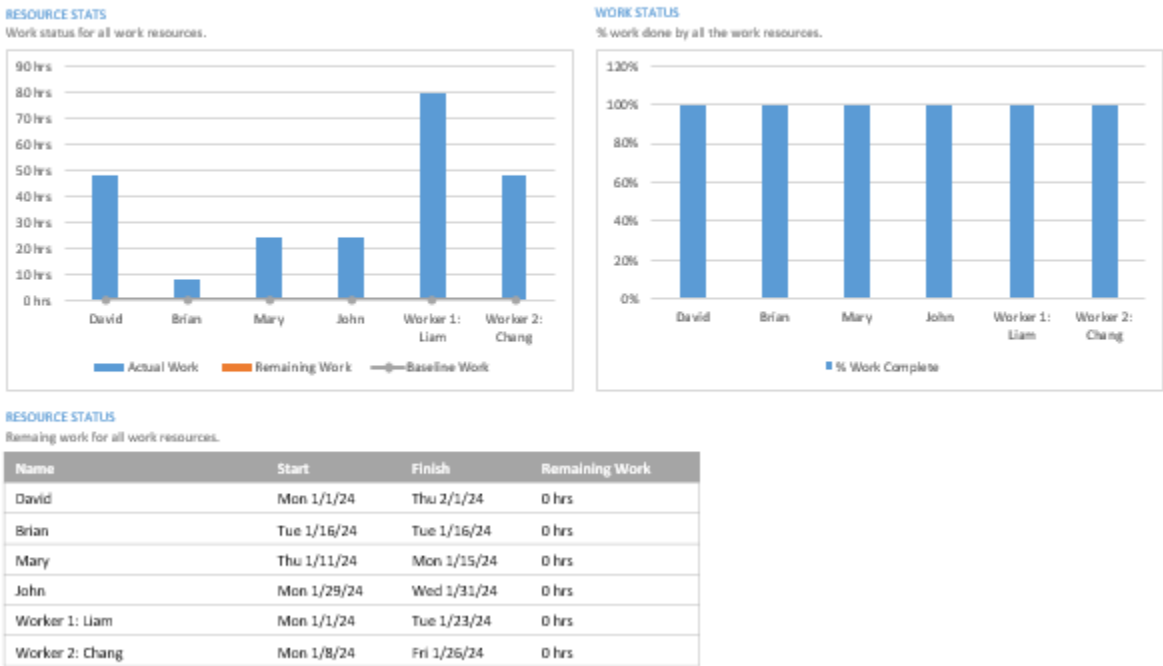 RESOURCE STATS
Work status for all work resources.
90 hrs
80 hrs
70 hrs
60 hrs
50 hrs
40 hrs
30 hrs
20 hrs
10 hrs
0 hrs
David Brian Mary John Worker 1: Worker 2:
Liam Chang
Actual Work Remaining Work Baseline Work
WORK STATUS
% work done by all the work resources.
120%
100%
80%
60%
40%
20%
0%
David Brian Mary John Worker 1: Worker 2:
Liam Chang
% Work Complete
RESOURCE STATUS
Remaing work for all work resources.
Name Start Finish Remaining Work
David Mon 1/1/24 Thu 2/1/24 0 hrs
Brian Tue 1/16/24 Tue 1/16/24 0 hrs
Mary Thu 1/11/24 Mon 1/15/24 0 hrs
John Mon 1/29/24 Wed 1/31/24 0 hrs
Worker 1: Liam Mon 1/1/24 Tue 1/23/24 0 hrs
Worker 2: Chang Mon 1/8/24 Fri 1/26/24 0 hrs